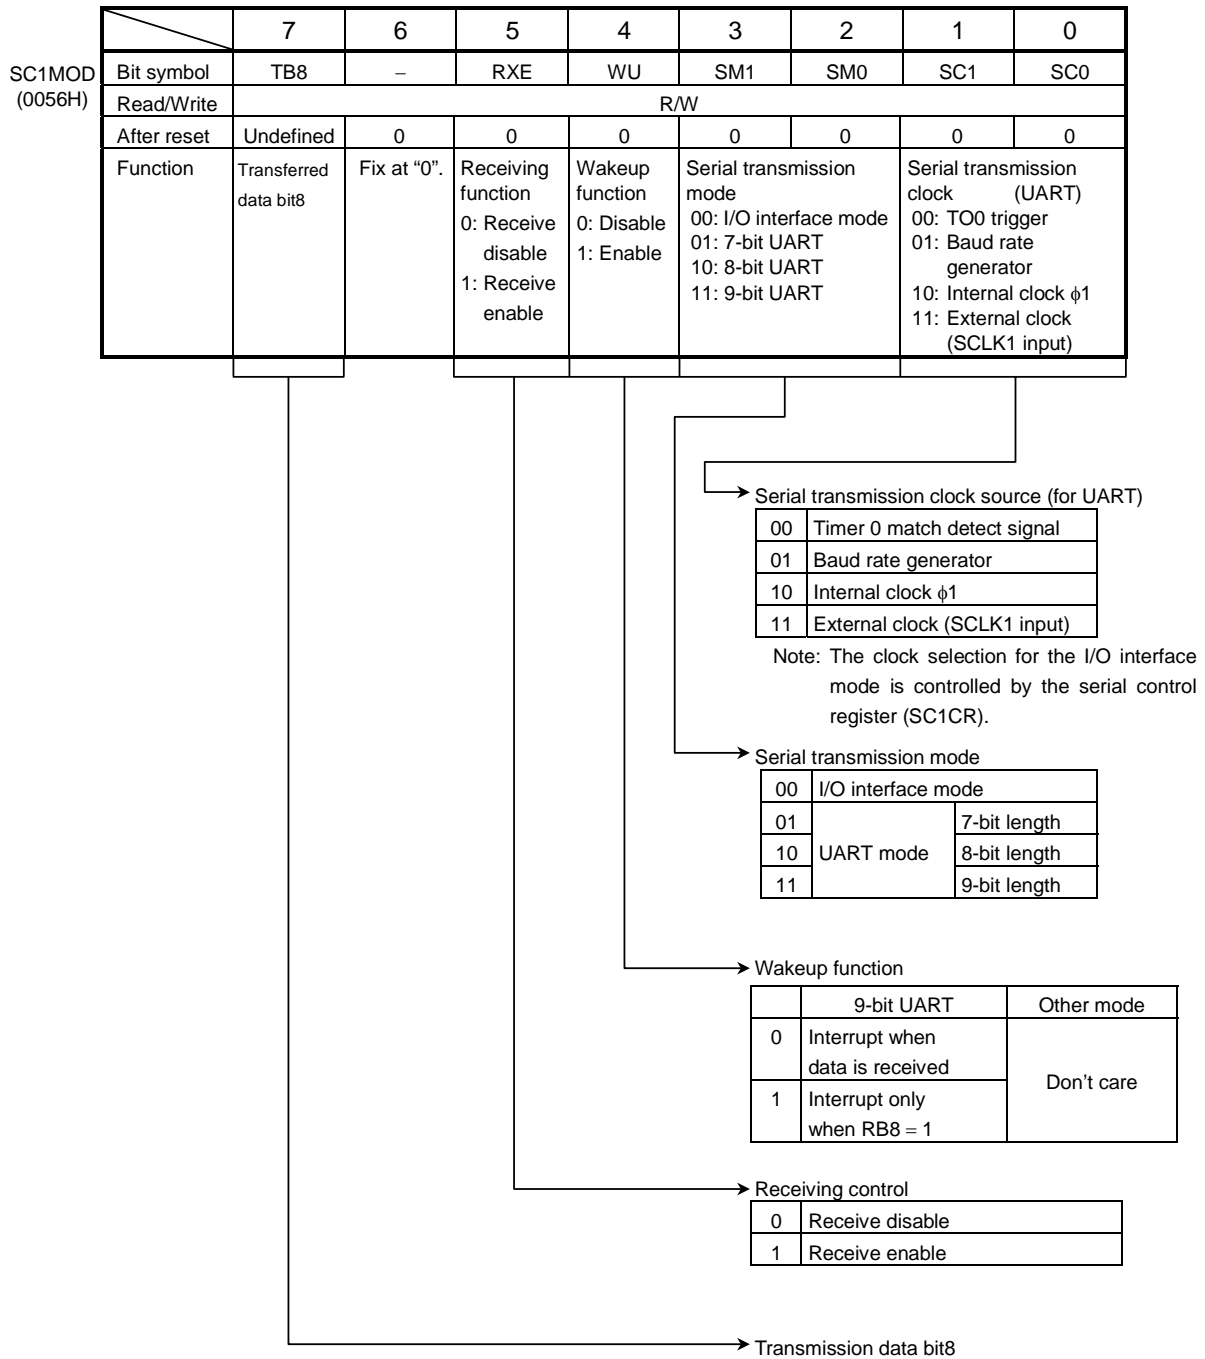 7 6 5 4 3 2 1 0
SC1MOD
(0056H)
Bit symbol TB8 – RXE WU SM1 SM0 SC1 SC0
Read/Write R/W
After reset Undefined 0 0 0 0 0 0 0
Function
Transferred
data bit8
Fix at “0”.
Receiving
function
0: Receive
disable
1: Receive
enable
Wakeup
function
0: Disable
1: Enable
Serial transmission
mode
00: I/O interface mode
01: 7-bit UART
10: 8-bit UART
11: 9-bit UART
Serial transmission
clock (UART)
00: TO0 trigger
01: Baud rate
generator
10: Internal clock ϕ1
11: External clock
(SCLK1 input)
Serial transmission clock source (for UART)
00 Timer 0 match detect signal
01 Baud rate generator
10 Internal clock ϕ1
11 External clock (SCLK1 input)
Note: The clock selection for the I/O interface
mode is controlled by the serial control
register (SC1CR).
Serial transmission mode
00 I/O interface mode
01 7-bit length
10 UART mode 8-bit length
11 9-bit length
Wakeup function
9-bit UART Other mode
0 Interrupt when
data is received
Don’t care
1 Interrupt only
when RB8 = 1
Receiving control
0 Receive disable
1 Receive enable
Transmission data bit8